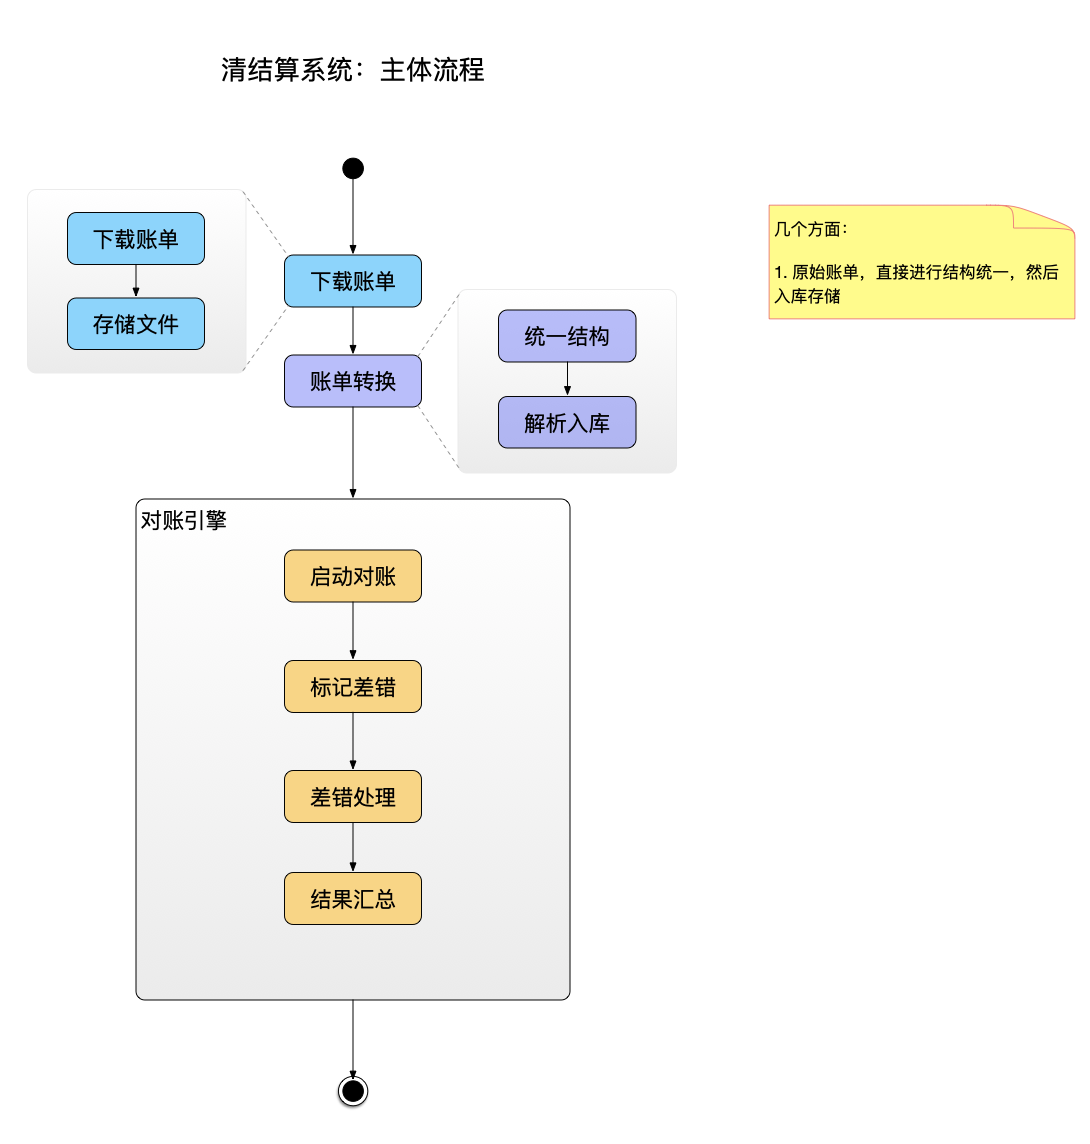 清结算系统：主体流程
下载账单
存储文件
下载账单
账单转换
统一结构
解析入库
几个方面：
1. 原始账单，直接进行结构统一，然后
入库存储
对账引擎
启动对账
标记差错
差错处理
结果汇总